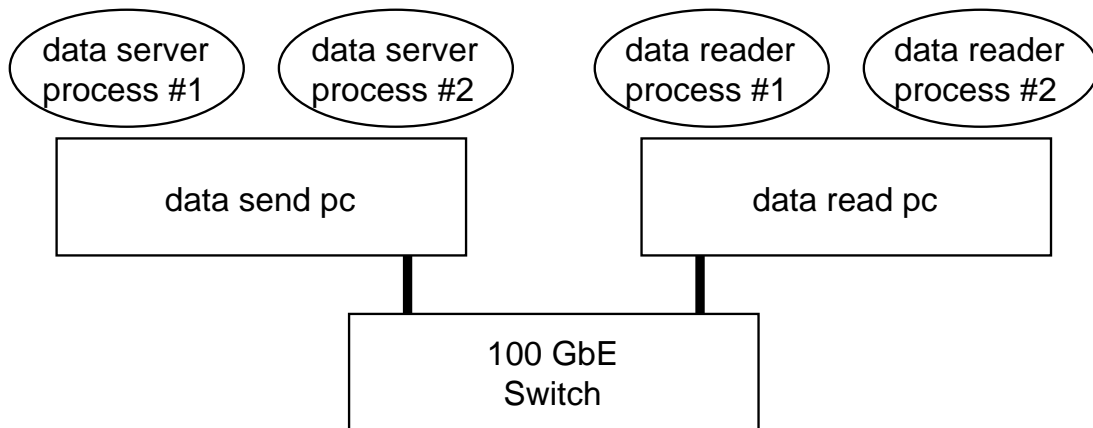 data server
process #1
data server
process #2
data reader
process #1
data reader
process #2
data send pc
data read pc
100 GbE
Switch